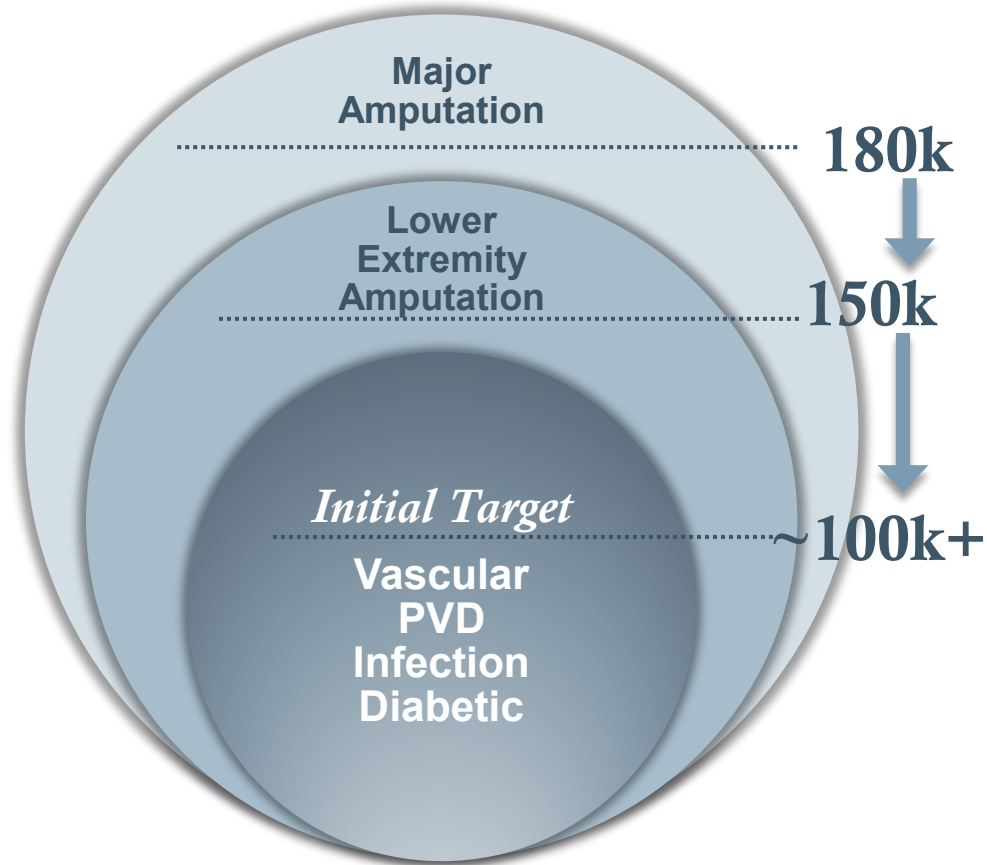 Major
Amputation
180k
Lower
Extremity
Amputation
150k
Initial Target
~100k+
Vascular
PVD
Infection
Diabetic